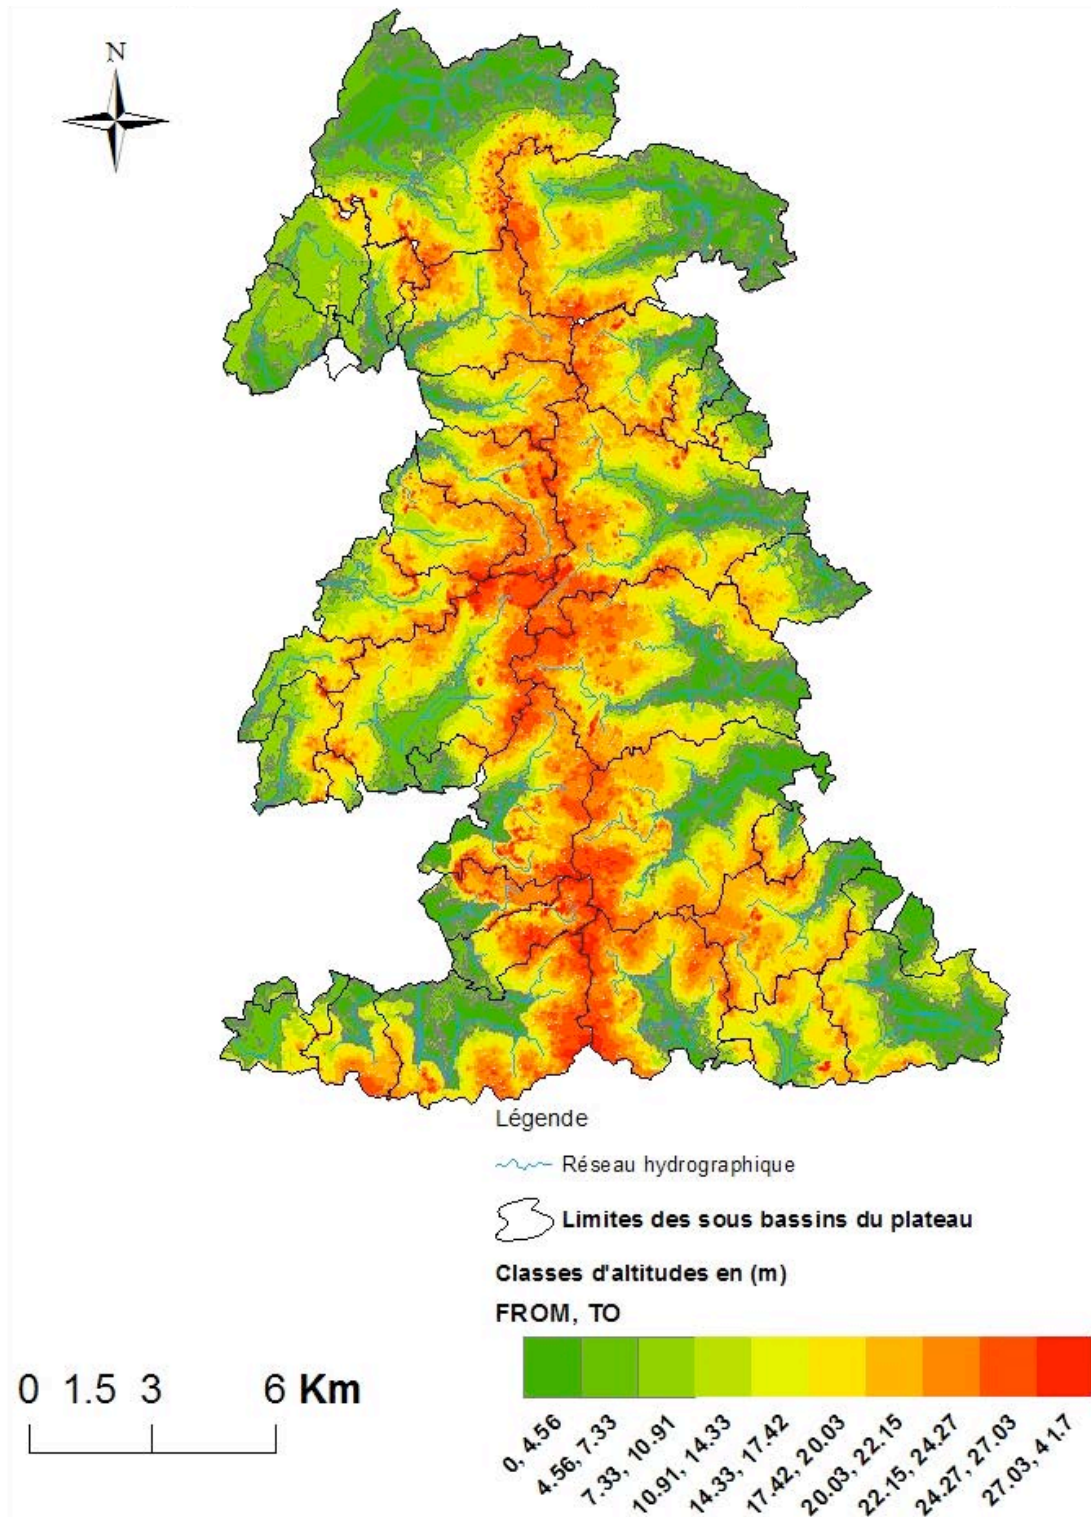 N
Légende
Réseau hydrographique
Limites des sous bassins du plateau
Classes d'altitudes en (m)
FROM, TO
0 1.5 3 6 Km
0, 4.56
4.56, 7.33
7.33, 10.91
10.91, 14.33
14.33, 17.42
17.42, 20.03
20.03, 22.15
22.15, 24.27
24.27, 27.03
27.03, 4 1.7